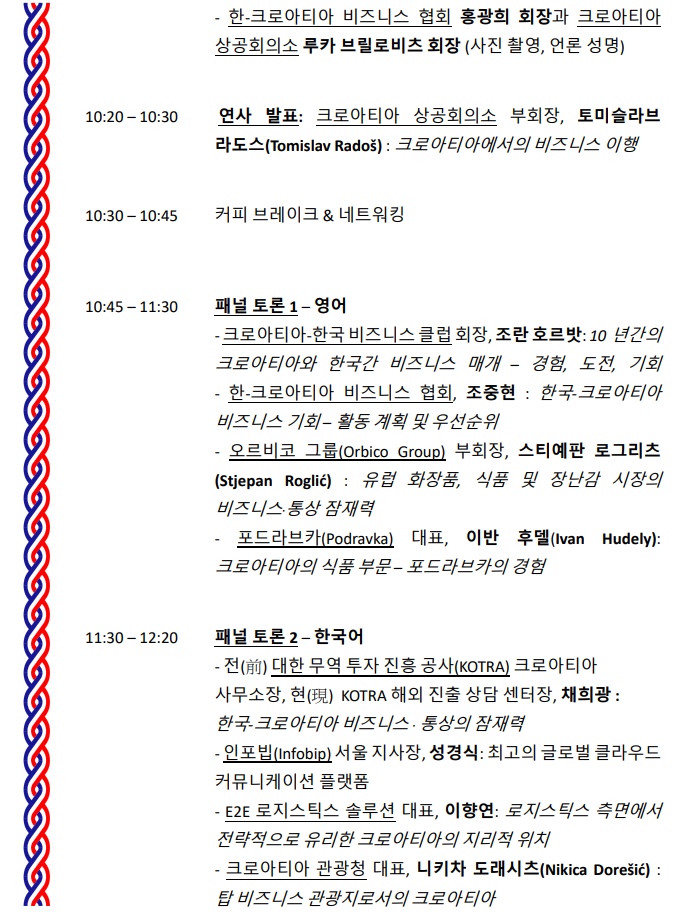 - 한-크로아티아 비즈니스 협회 홍광희 회장과 크로아티아
상공회의소 루카 브릴로비츠 회장 (사진 촬영, 언론 성명)
10:20 – 10:30 연사 발표: 크로아티아 상공회의소 부회장, 토미슬라브
라도스(Tomislav Radoš) : 크로아티아에서의 비즈니스 이행
10:30 – 10:45 커피 브레이크 & 네트워킹
10:45 – 11:30 패널 토론 1 – 영어
- 크로아티아-한국 비즈니스 클럽 회장, 조란 호르밧: 10 년간의
크로아티아와 한국간 비즈니스 매개 – 경험, 도전, 기회
- 한-크로아티아 비즈니스 협회, 조중현 : 한국-크로아티아
비즈니스 기회 – 활동 계획 및 우선순위
- 오르비코 그룹(Orbico Group) 부회장, 스티예판 로그리츠
(Stjepan Roglić) : 유럽 화장품, 식품 및 장난감 시장의
비즈니스·통상 잠재력
- 포드라브카(Podravka) 대표, 이반 후델(Ivan Hudely):
크로아티아의 식품 부문 – 포드라브카의 경험
11:30 – 12:20 패널 토론 2 – 한국어
- 전(前) 대한 무역 투자 진흥 공사(KOTRA) 크로아티아
사무소장, 현(現) KOTRA 해외 진출 상담 센터장, 채희광 :
한국-크로아티아 비즈니스 · 통상의 잠재력
- 인포빕(Infobip) 서울 지사장, 성경식: 최고의 글로벌 클라우드
커뮤니케이션 플랫폼
- E2E 로지스틱스 솔루션 대표, 이향연: 로지스틱스 측면에서
전략적으로 유리한 크로아티아의 지리적 위치
- 크로아티아 관광청 대표, 니키차 도래시츠(Nikica Dorešić) :
탑 비즈니스 관광지로서의 크로아티아